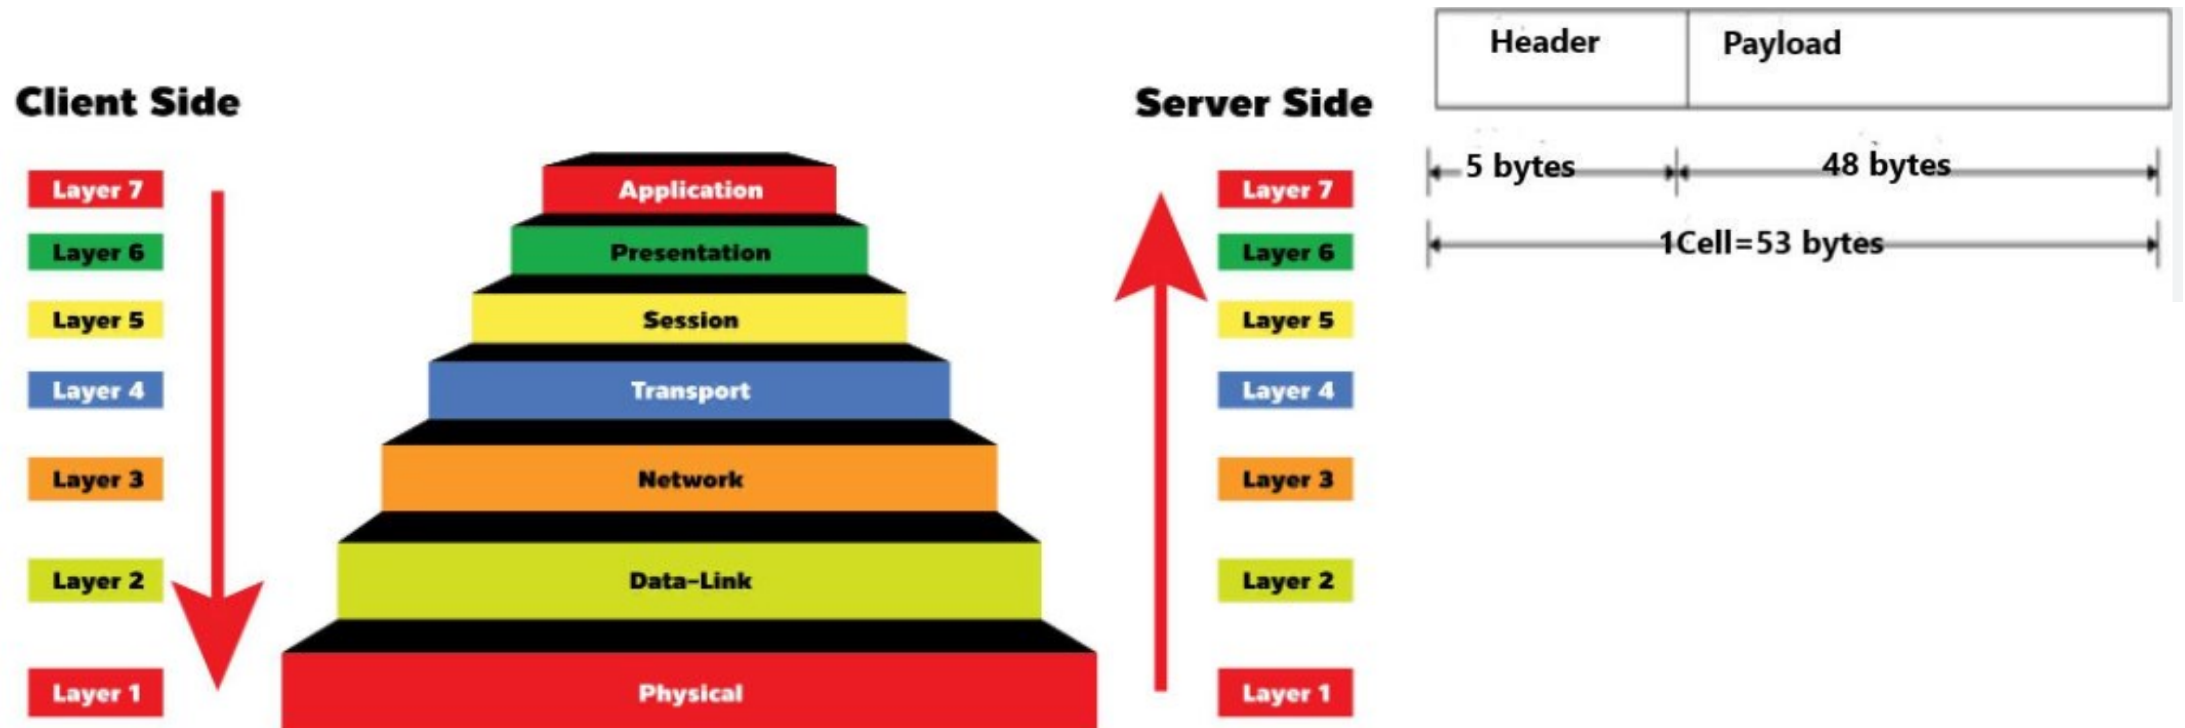 Client Side
Layer 7
Layer 6
Layer 5
Layer 4
Layer 3
Layer 2
Layer 1
Application
Presentation
Session
Transport
Network
Data-Link
Physical
Server Side
Layer 7
Layer 6
Layer 5
Layer 4
Layer 3
Layer 2
Layer 1
Header Payload
5 bytes 48 bytes
1Cell=53 bytes